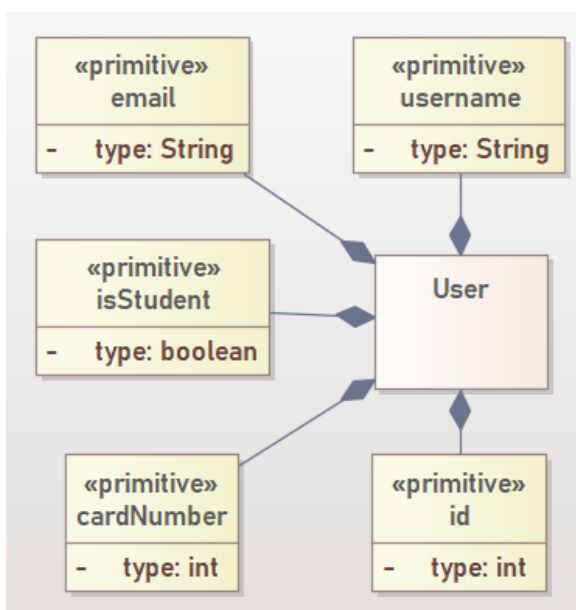 «primitive»
email
- type: String
«primitive»
username
- type: String
«primitive»
isStudent
- type: boolean
User
«primitive»
cardNumber
- type: int
«primitive»
id
- type: int